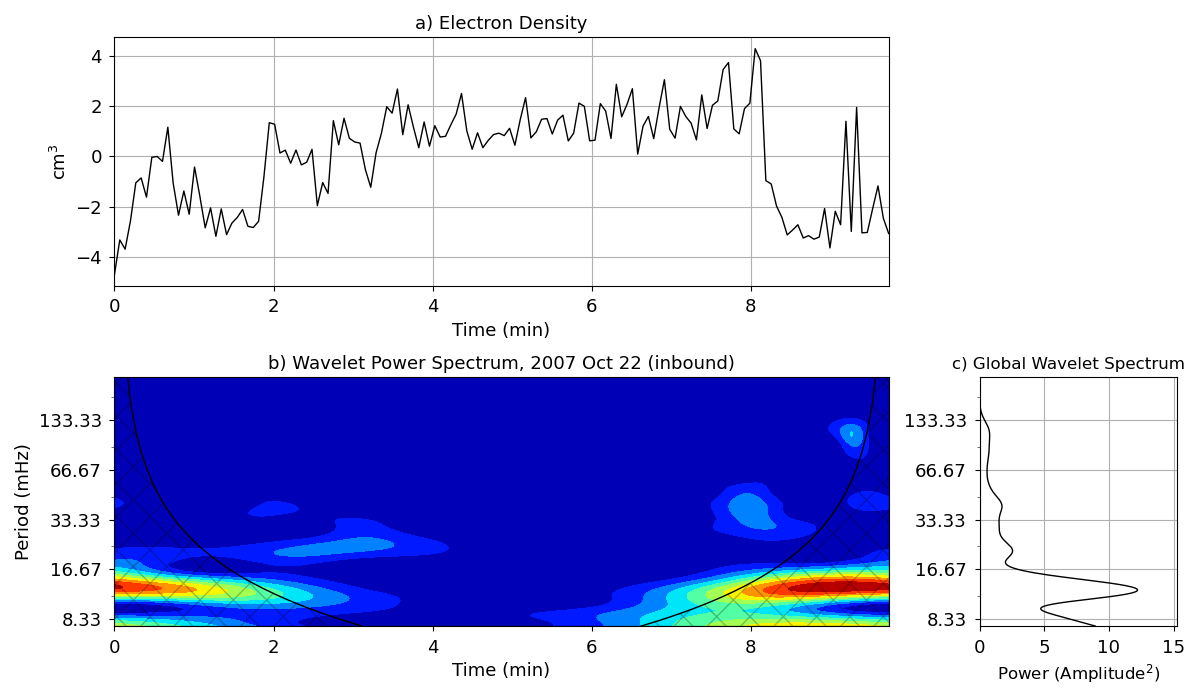 a) Electron Density
cm³
4
2
0
−2
−4
0 2 4 6 8
Time (min)
b) Wavelet Power Spectrum, 2007 Oct 22 (inbound)
Period (mHz)
133.33
66.67
33.33
16.67
8.33
0 2 4 6 8
Time (min)
c) Global Wavelet Spectrum
133.33
66.67
33.33
16.67
8.33
0 5 10 15
Power (Amplitude²)